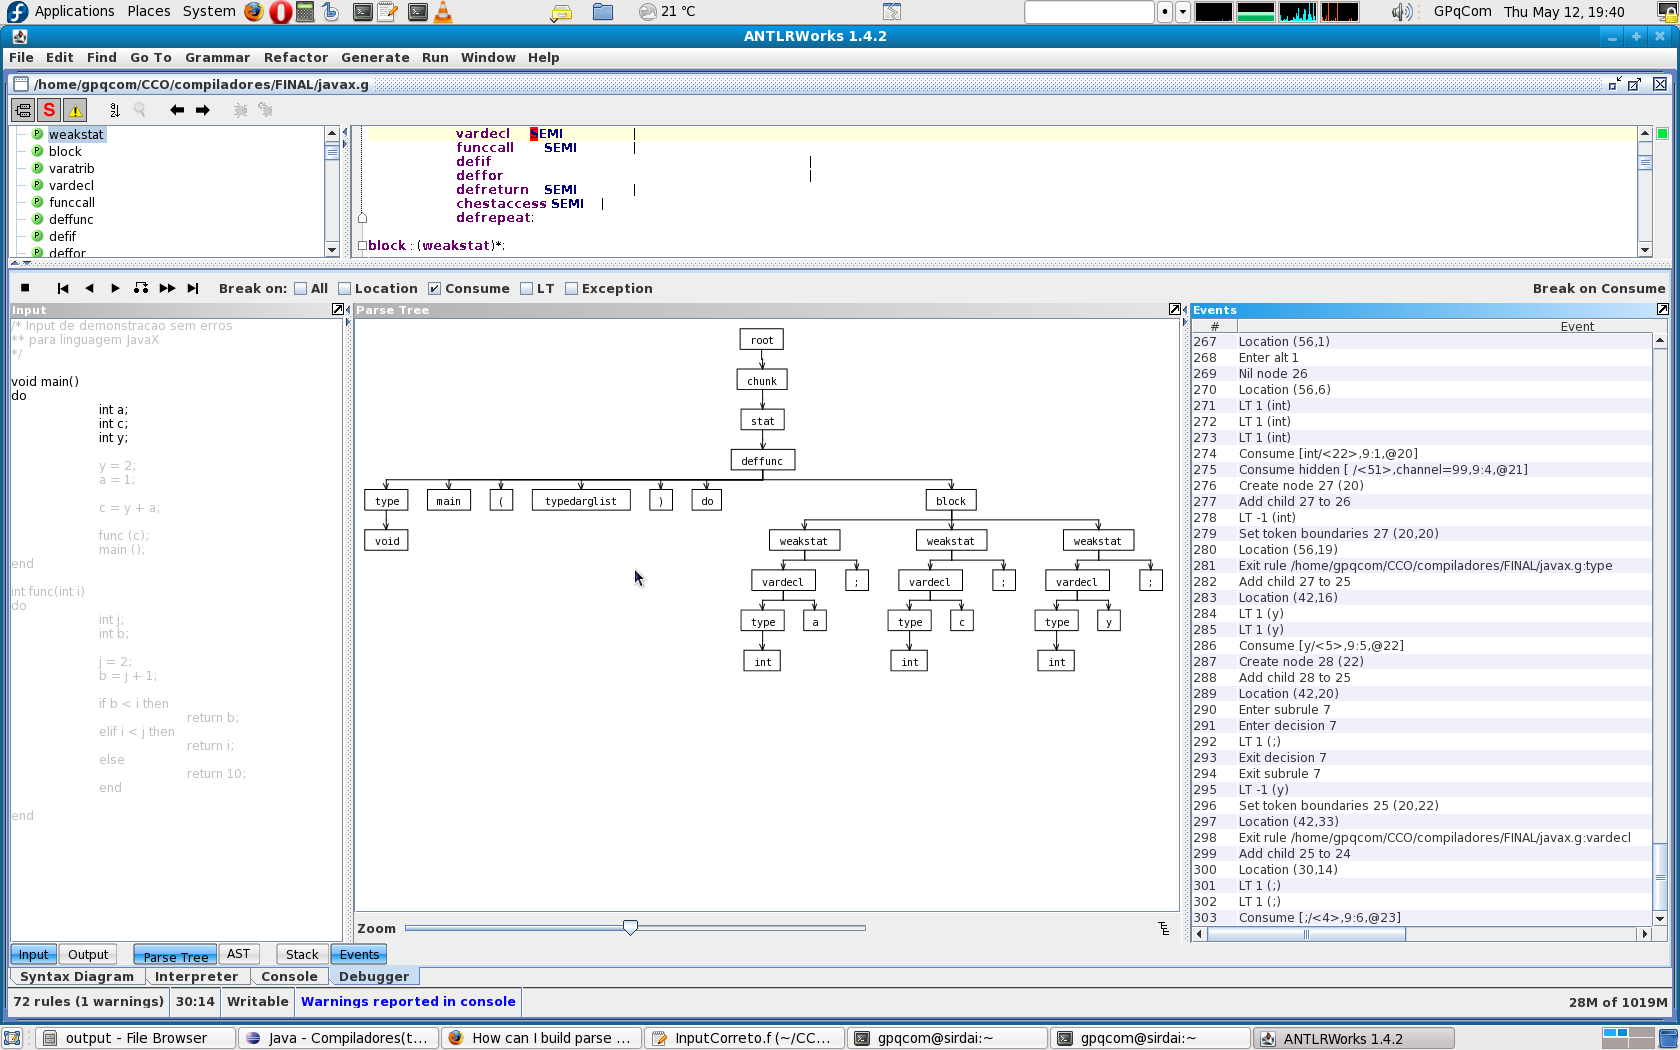 Applications Places System 21 °C GPqCom Thu May 12, 19:40
ANTLRWorks 1.4.2
File Edit Find Go To Grammar Refactor Generate Run Window Help
/home/gpqcom/CCO/compiladores/FINAL/javax.g
weakstat
block
varatrib
vardecl
funccall
deffunc
defif
deffor
vardecl SEMI |
funccall SEMI |
defif |
deffor |
defreturn SEMI |
chestaccess SEMI |
defrepeat;
block : (weakstat)*;
Break on: All Location Consume LT Exception Break on Consume
Input
/* Input de demonstracao sem erros
** para linguagem JavaX
*/
void main()
do
int a;
int c;
int y;
y = 2;
a = 1;
c = y + a;
func (c);
main ();
end
int func(int i)
do
int j;
int b;
j = 2;
b = j + 1;
if b < i then
return b;
elif i < j then
return i;
else
return 10;
end
end
Parse Tree
root
chunk
stat
deffunc
type main ( typedarglist ) do block
void weakstat weakstat weakstat
vardecl ; vardecl ; vardecl ;
type a type c type y
int int int
Zoom
Events
# Event
267 Location (56,1)
268 Enter alt 1
269 Nil node 26
270 Location (56,6)
271 LT 1 (int)
272 LT 1 (int)
273 LT 1 (int)
274 Consume [int/<22>,9:1,@20]
275 Consume hidden [ /<51>,channel=99,9:4,@21]
276 Create node 27 (20)
277 Add child 27 to 26
278 LT -1 (int)
279 Set token boundaries 27 (20,20)
280 Location (56,19)
281 Exit rule /home/gpqcom/CCO/compiladores/FINAL/javax.g:type
282 Add child 27 to 25
283 Location (42,16)
284 LT 1 (y)
285 LT 1 (y)
286 Consume [y/<5>,9:5,@22]
287 Create node 28 (22)
288 Add child 28 to 25
289 Location (42,20)
290 Enter subrule 7
291 Enter decision 7
292 LT 1 (;)
293 Exit decision 7
294 Exit subrule 7
295 LT -1 (y)
296 Set token boundaries 25 (20,22)
297 Location (42,33)
298 Exit rule /home/gpqcom/CCO/compiladores/FINAL/javax.g:vardecl
299 Add child 25 to 24
300 Location (30,14)
301 LT 1 (;)
302 LT 1 (;)
303 Consume [;/<4>,9:6,@23]
Input Output Parse Tree AST Stack Events
Syntax Diagram Interpreter Console Debugger
72 rules (1 warnings) 30:14 Writable Warnings reported in console 28M of 1019M
output - File Browser Java - Compiladores(t... How can I build parse ... InputCorreto.f (~/CC... gpqcom@sirdai:~ gpqcom@sirdai:~ ANTLRWorks 1.4.2